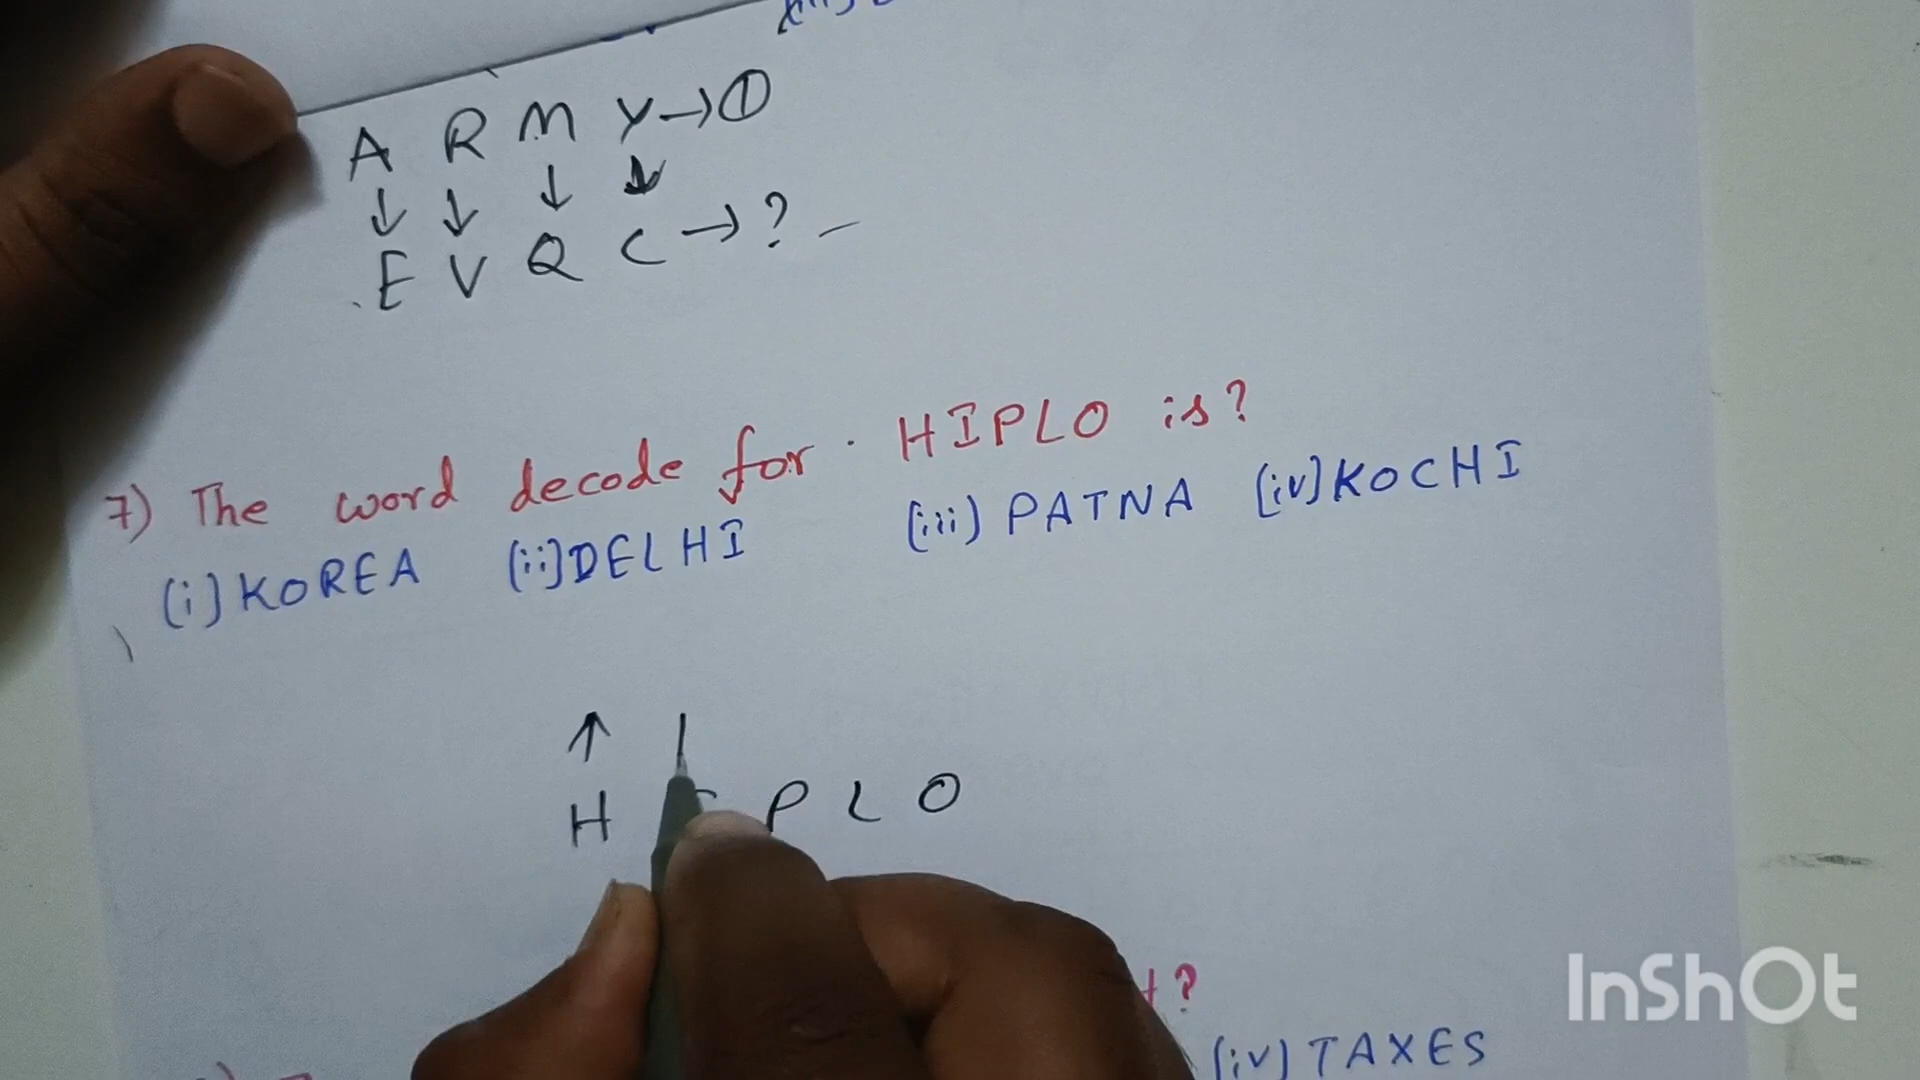 A R M Y → ①
↓ ↓ ↓ ↓
E V Q C → ? –
7) The word decode for HIPLO is?
(i) KOREA (ii) DELHI (iii) PATNA (iv) KOCHI
↑
H P L O
?
(iv) TAXES
InShOt